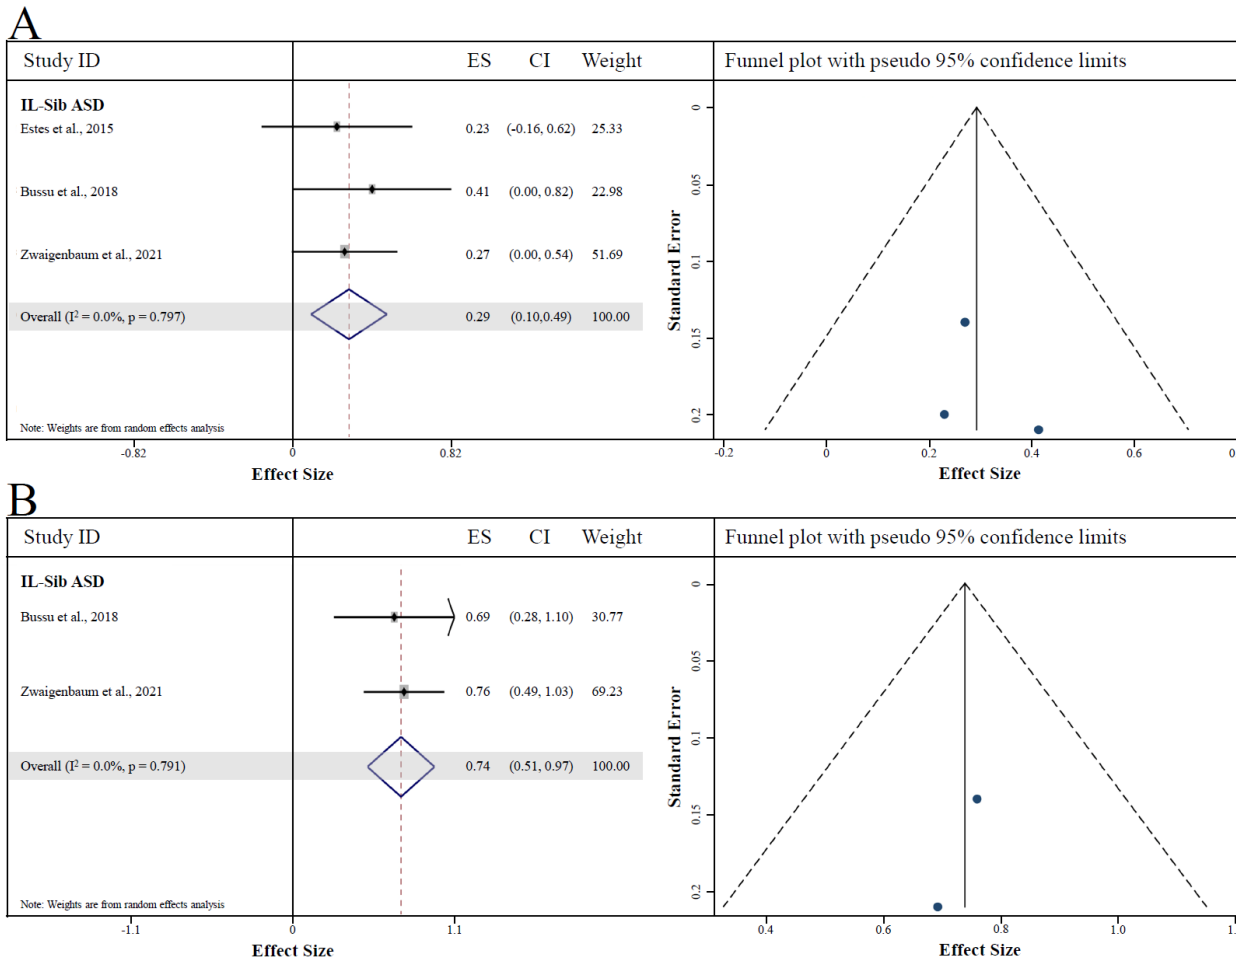 A
Study ID ES CI Weight Funnel plot with pseudo 95% confidence limits
IL-Sib ASD
Estes et al., 2015 0.23 (-0.16, 0.62) 25.33
Bussu et al., 2018 0.41 (0.00, 0.82) 22.98
Zwaigenbaum et al., 2021 0.27 (0.00, 0.54) 51.69
Overall (I² = 0.0%, p = 0.797) 0.29 (0.10,0.49) 100.00
Note: Weights are from random effects analysis
-0.82 0 0.82
Effect Size
0
0.05
0.1
0.15
0.2
Standard Error
-0.2 0 0.2 0.4 0.6
Effect Size
B
Study ID ES CI Weight Funnel plot with pseudo 95% confidence limits
IL-Sib ASD
Bussu et al., 2018 0.69 (0.28, 1.10) 30.77
Zwaigenbaum et al., 2021 0.76 (0.49, 1.03) 69.23
Overall (I² = 0.0%, p = 0.791) 0.74 (0.51, 0.97) 100.00
Note: Weights are from random effects analysis
-1.1 0 1.1
Effect Size
0
0.05
0.1
0.15
0.2
Standard Error
0.4 0.6 0.8 1.0
Effect Size